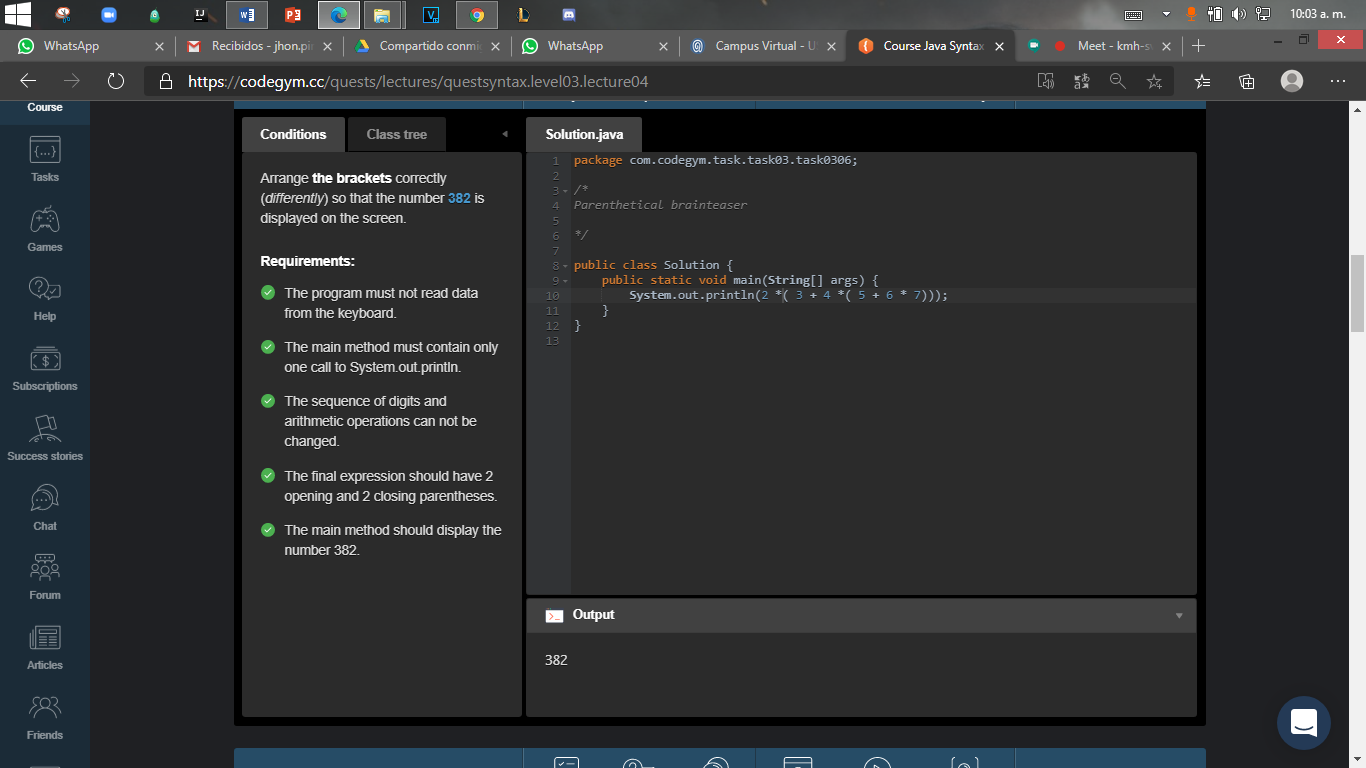 10:03 a. m.
WhatsApp
Recibidos - jhon.pi
Compartido conmi
WhatsApp
Campus Virtual - U
Course Java Synta
Meet - kmh-s
https://codegym.cc/quests/lectures/questsyntax.level03.lecture04
Course
Tasks
Games
Help
Subscriptions
Success stories
Chat
Forum
Articles
Friends
Conditions
Class tree
Arrange the brackets correctly
(differently) so that the number 382 is
displayed on the screen.
Requirements:
The program must not read data
from the keyboard.
The main method must contain only
one call to System.out.println.
The sequence of digits and
arithmetic operations can not be
changed.
The final expression should have 2
opening and 2 closing parentheses.
The main method should display the
number 382.
Solution.java
1 package com.codegym.task.task03.task0306;
2
3 /*
4 Parenthetical brainteaser
5
6 */
7
8 public class Solution {
9 public static void main(String[] args) {
10 System.out.println(2 *( 3 + 4 *( 5 + 6 * 7)));
11 }
12 }
13
Output
382